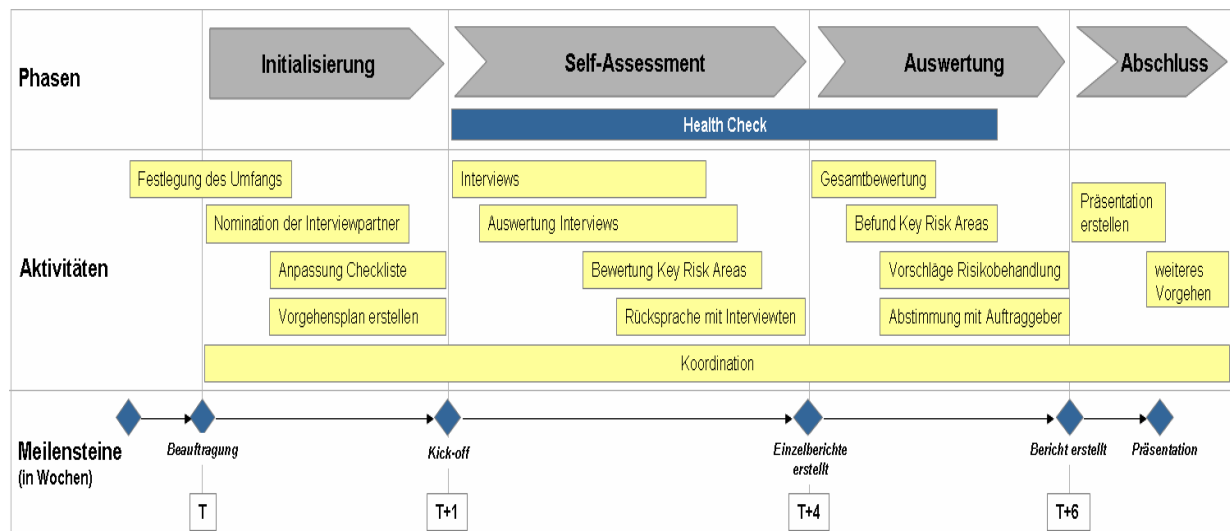 Phasen
Initialisierung
Self-Assessment
Auswertung
Abschluss
Health Check
Aktivitäten
Festlegung des Umfangs
Nomination der Interviewpartner
Anpassung Checkliste
Vorgehensplan erstellen
Interviews
Auswertung Interviews
Bewertung Key Risk Areas
Rücksprache mit Interviewten
Gesamtbewertung
Befund Key Risk Areas
Vorschläge Risikobehandlung
Abstimmung mit Auftraggeber
Präsentation
erstellen
weiteres
Vorgehen
Koordination
Meilensteine
(in Wochen)
Beauftragung
Kick-off
Einzelberichte
erstellt
Bericht erstellt
Präsentation
T
T+1
T+4
T+6